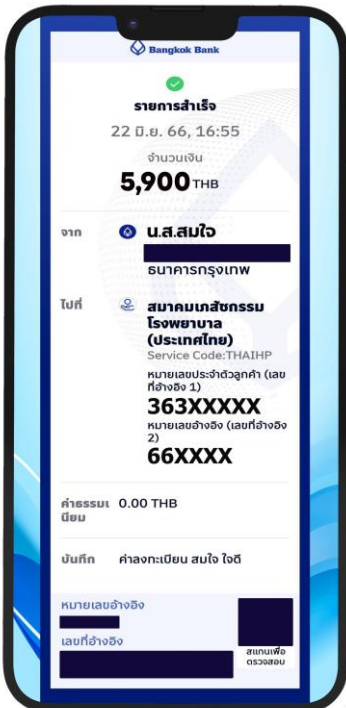 Bangkok Bank
รายการสำเร็จ
22 มิ.ย. 66, 16:55
จำนวนเงิน
5,900 THB
จาก
น.ส.สมใจ
ธนาคารกรุงเทพ
ไปที่
สมาคมเภสัชกรรม
โรงพยาบาล
(ประเทศไทย)
Service Code:THAIHP
หมายเลขประจำตัวลูกค้า (เลข
ที่อ้างอิง 1)
363XXXXX
หมายเลขอ้างอิง (เลขที่อ้างอิง
2)
66XXXX
ค่าธรรมเ
นียม
0.00 THB
บันทึก
ค่าลงทะเบียน สมใจ ใจดี
หมายเลขอ้างอิง
เลขที่อ้างอิง
สแกนเพื่อ
ตรวจสอบ